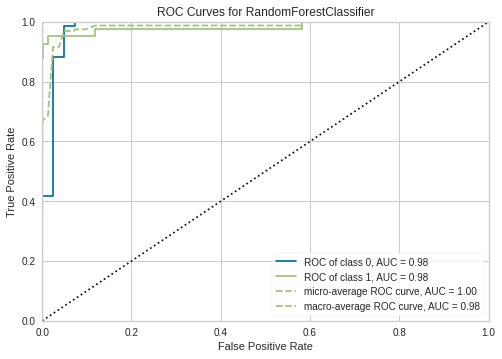 ROC Curves for RandomForestClassifier
1.0
0.8
0.6
0.4
0.2
0.0
True Positive Rate
0.0 0.2 0.4 0.6 0.8 1.0
False Positive Rate
ROC of class 0, AUC = 0.98
ROC of class 1, AUC = 0.98
micro-average ROC curve, AUC = 1.00
macro-average ROC curve, AUC = 0.98